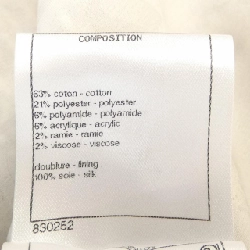 COMPOSITION
63% coton - cotton
21% polyester - polyester
6% polyamide - polyamide
6% acrylique - acrylic
2% ramie - ramie
2% viscose - viscose
doublure - lining
100% soie - silk
830262